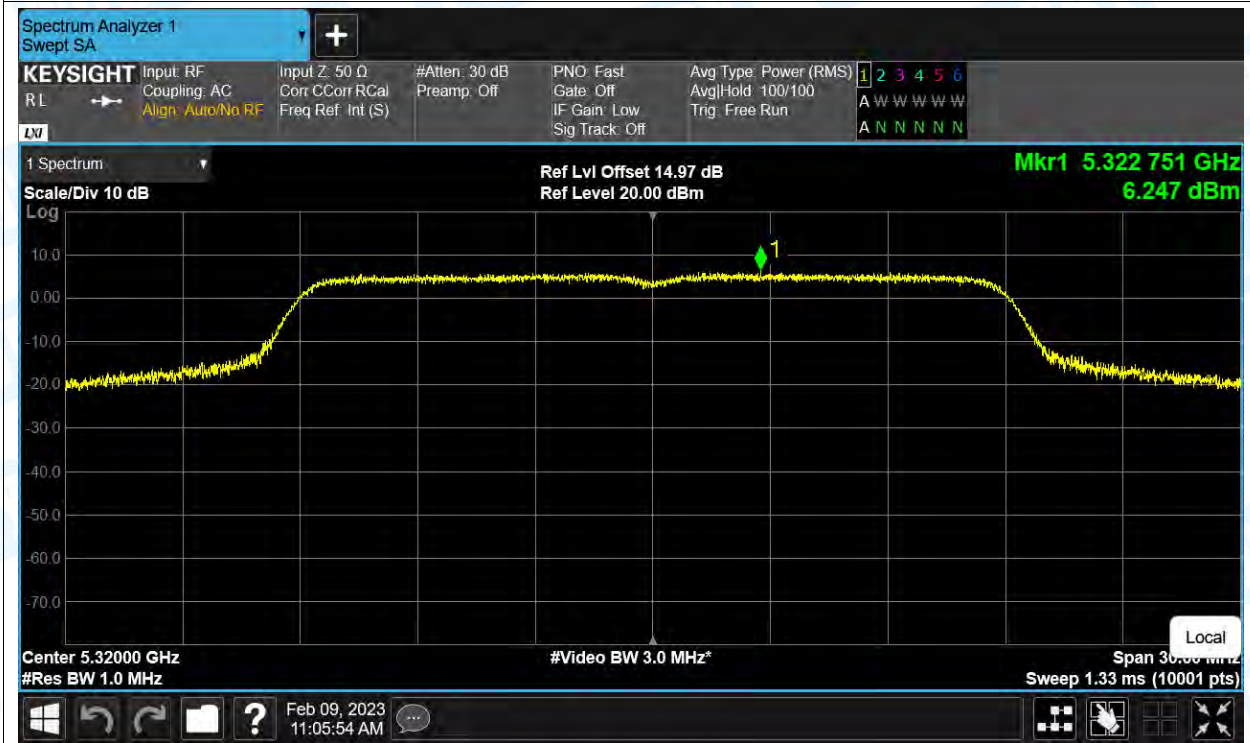 Spectrum Analyzer 1
Swept SA
+
KEYSIGHT
RL
LXI
Input: RF
Coupling: AC
Align: Auto/No RF
Input Z: 50 Ω
Corr CCorr RCal
Freq Ref: Int (S)
#Atten: 30 dB
Preamp: Off
PNO: Fast
Gate: Off
IF Gain: Low
Sig Track: Off
Avg Type: Power (RMS)
Avg|Hold: 100/100
Trig: Free Run
1 2 3 4 5 6
A W W W W W
A N N N N N
1 Spectrum
Scale/Div 10 dB
Log
Ref Lvl Offset 14.97 dB
Ref Level 20.00 dBm
Mkr1 5.322 751 GHz
6.247 dBm
1
10.0
0.00
-10.0
-20.0
-30.0
-40.0
-50.0
-60.0
-70.0
Local
Center 5.32000 GHz
#Res BW 1.0 MHz
#Video BW 3.0 MHz*
Span 30.00 MHz
Sweep 1.33 ms (10001 pts)
?
Feb 09, 2023
11:05:54 AM